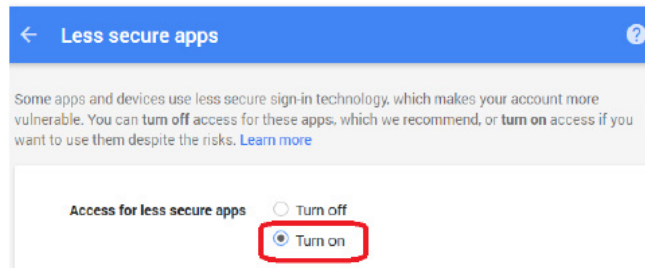 Less secure apps
Some apps and devices use less secure sign-in technology, which makes your account more
vulnerable. You can turn off access for these apps, which we recommend, or turn on access if you
want to use them despite the risks. Learn more
Access for less secure apps Turn off
Turn on